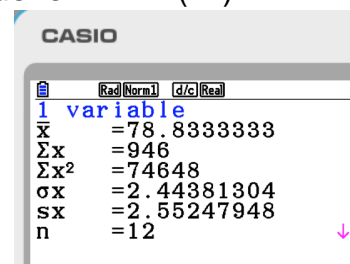 CASIO
Rad Norm1 d/c Real
1 variable
x̄ =78.8333333
Σx =946
Σx² =74648
σx =2.44381304
sx =2.55247948
n =12 ↓